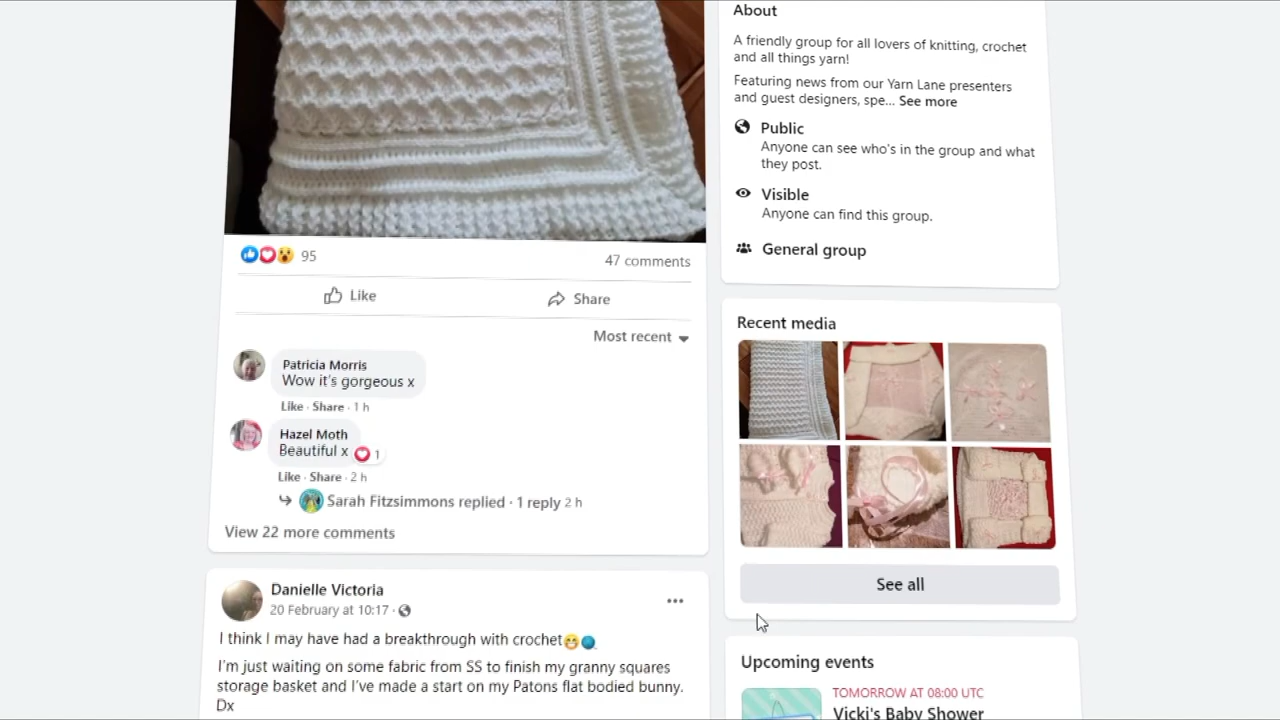 95
47 comments
Like
Share
Most recent
Patricia Morris
Wow it's gorgeous x
Like · Share · 1 h
Hazel Moth
Beautiful x
1
Like · Share · 2 h
Sarah Fitzsimmons replied · 1 reply 2 h
View 22 more comments
Danielle Victoria
20 February at 10:17 ·
I think I may have had a breakthrough with crochet
I'm just waiting on some fabric from SS to finish my granny squares
storage basket and I've made a start on my Patons flat bodied bunny.
Dx
About
A friendly group for all lovers of knitting, crochet
and all things yarn!
Featuring news from our Yarn Lane presenters
and guest designers, spe... See more
Public
Anyone can see who's in the group and what
they post.
Visible
Anyone can find this group.
General group
Recent media
See all
Upcoming events
TOMORROW AT 08:00 UTC
Vicki's Baby Shower